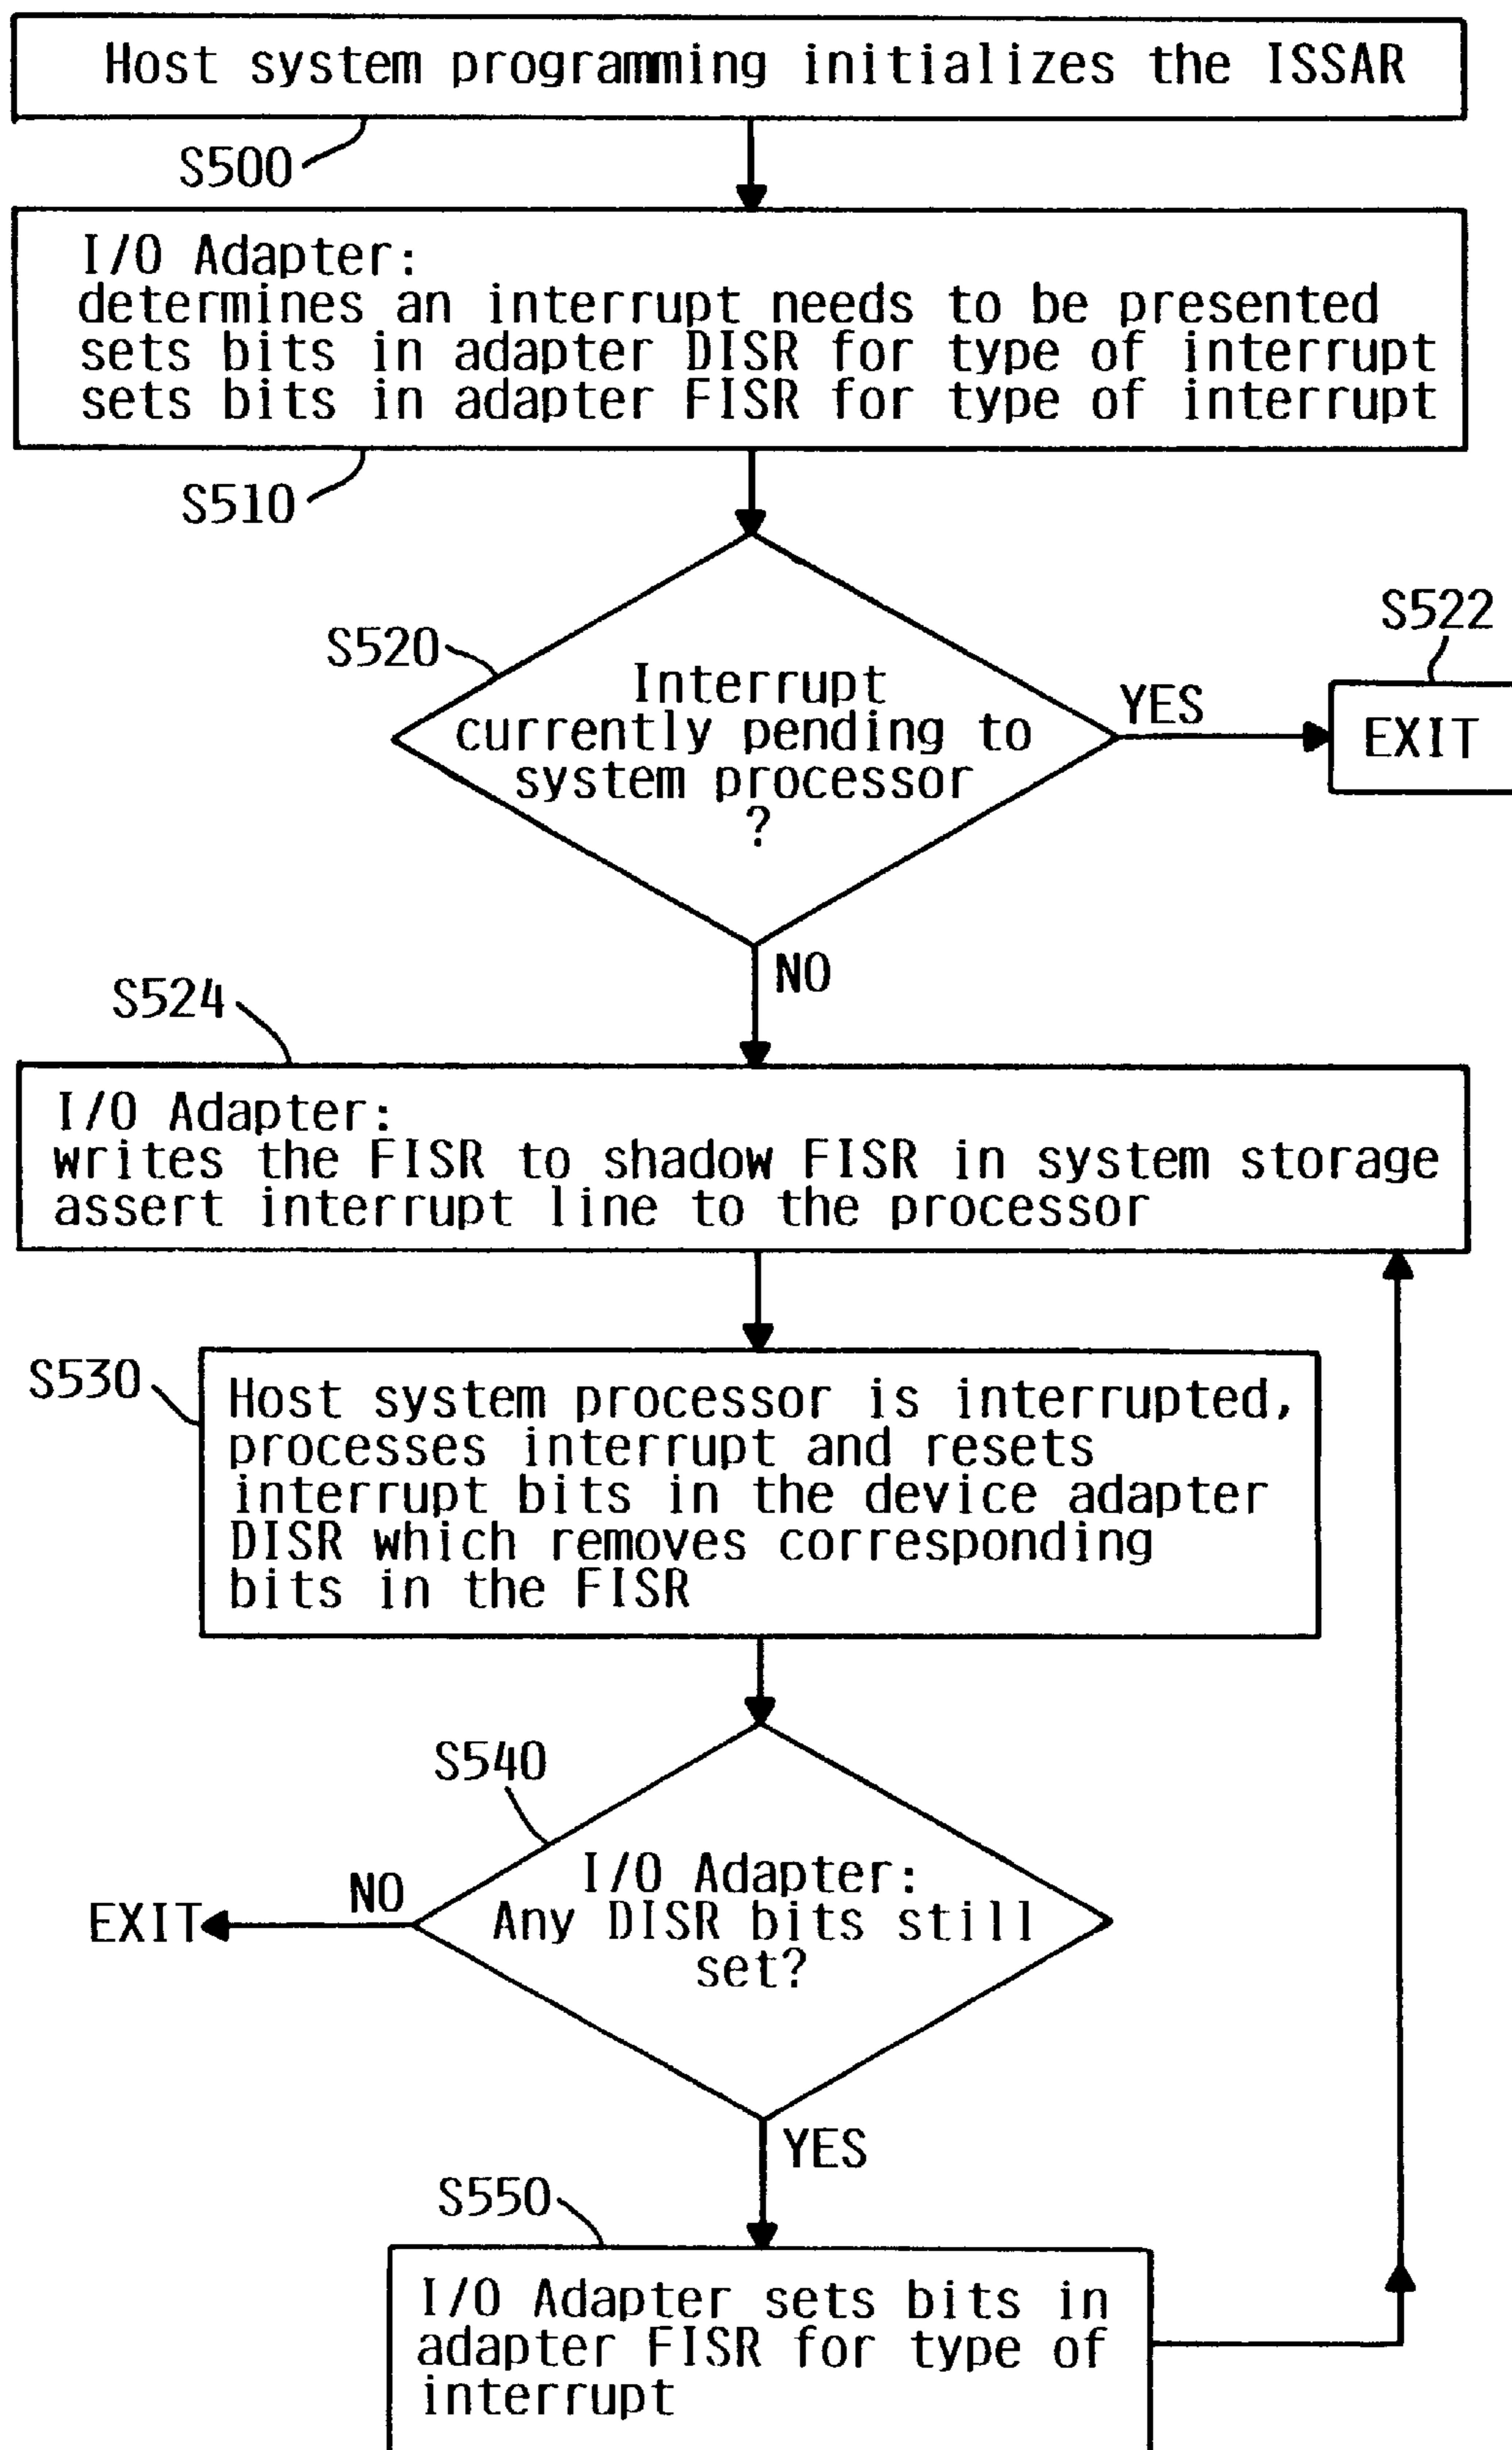 Host system programming initializes the ISSAR
S500
I/O Adapter:
determines an interrupt needs to be presented
sets bits in adapter DISR for type of interrupt
sets bits in adapter FISR for type of interrupt
S510
S520
Interrupt
currently pending to
system processor
?
YES
S522
EXIT
NO
S524
I/O Adapter:
writes the FISR to shadow FISR in system storage
assert interrupt line to the processor
S530
Host system processor is interrupted,
processes interrupt and resets
interrupt bits in the device adapter
DISR which removes corresponding
bits in the FISR
S540
I/O Adapter:
Any DISR bits still
set?
NO
EXIT
YES
S550
I/O Adapter sets bits in
adapter FISR for type of
interrupt